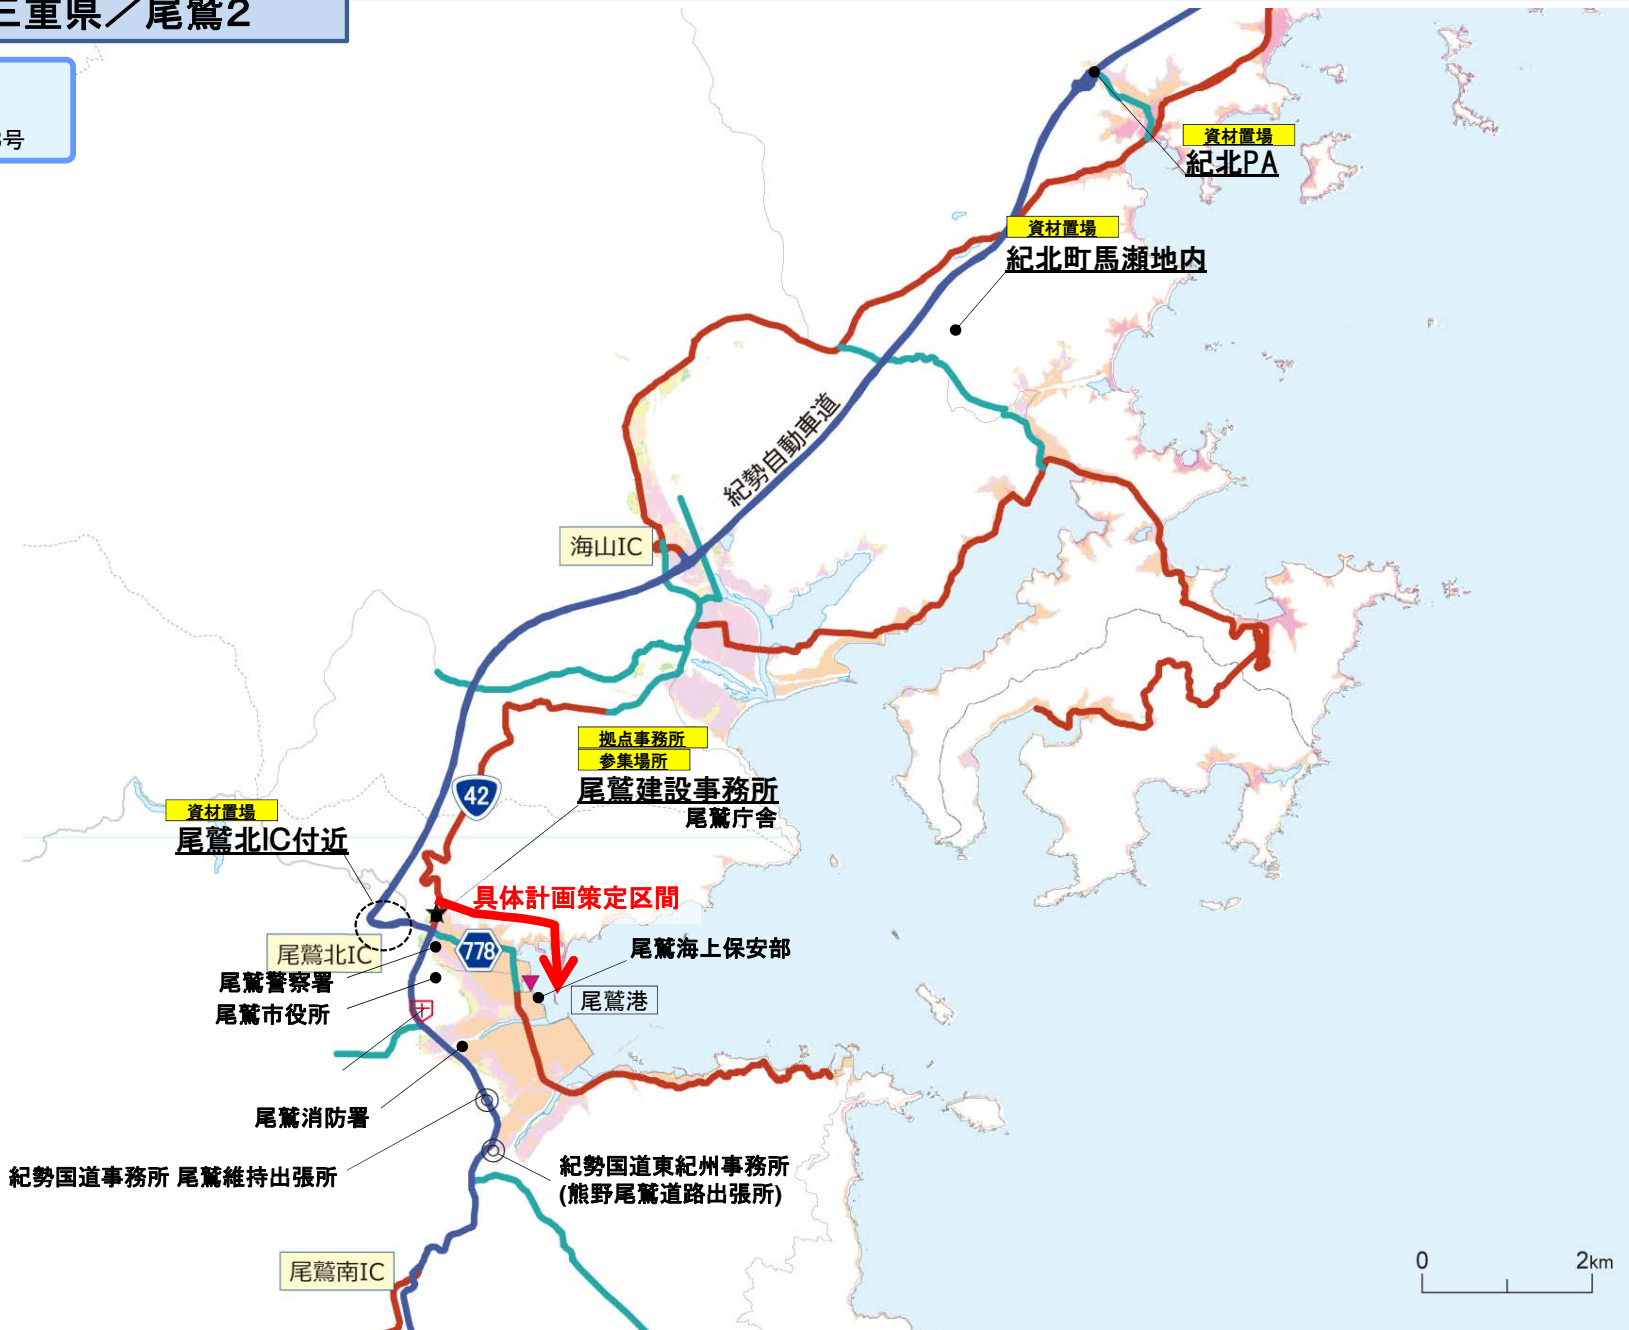 三重県／尾鷲2
号
資材置場
紀北PA
資材置場
紀北町馬瀬地内
紀勢自動車道
海山IC
拠点事務所
参集場所
尾鷲建設事務所
尾鷲庁舎
42
資材置場
尾鷲北IC付近
具体計画策定区間
尾鷲北IC
778
尾鷲海上保安部
尾鷲警察署
尾鷲港
尾鷲市役所
尾鷲消防署
紀勢国道事務所 尾鷲維持出張所
紀勢国道東紀州事務所
(熊野尾鷲道路出張所)
尾鷲南IC
0 2km